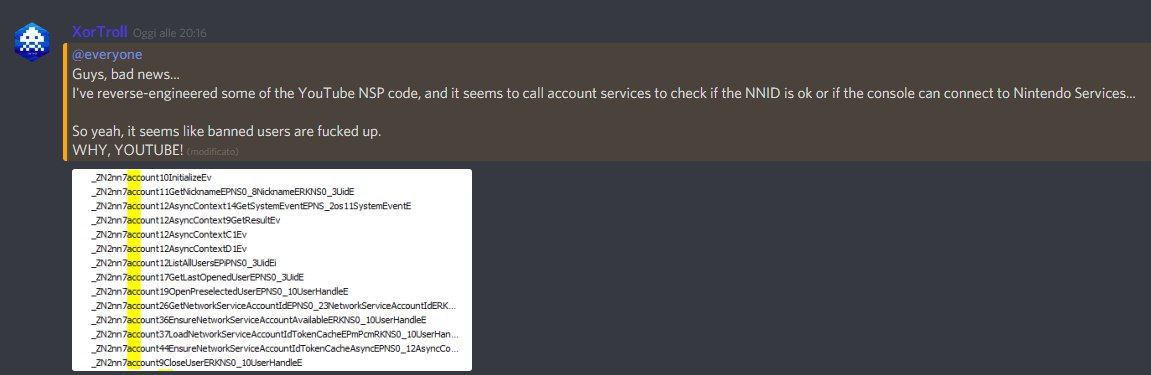 XorTroll Oggi alle 20:16
@everyone
Guys, bad news...
I've reverse-engineered some of the YouTube NSP code, and it seems to call account services to check if the NNID is ok or if the console can connect to Nintendo Services...
So yeah, it seems like banned users are fucked up.
WHY, YOUTUBE! (modificato)
_ZN2nn7account10InitializeEv
_ZN2nn7account11GetNicknameEPNS0_8NicknameERKNS0_3UidE
_ZN2nn7account12AsyncContext14GetSystemEventEPNS_2os11SystemEventE
_ZN2nn7account12AsyncContext9GetResultEv
_ZN2nn7account12AsyncContextC1Ev
_ZN2nn7account12AsyncContextD1Ev
_ZN2nn7account12ListAllUsersEPiPNS0_3UidEi
_ZN2nn7account17GetLastOpenedUserEPNS0_3UidE
_ZN2nn7account19OpenPreselectedUserEPNS0_10UserHandleE
_ZN2nn7account26GetNetworkServiceAccountIdEPNS0_23NetworkServiceAccountIdERK...
_ZN2nn7account36EnsureNetworkServiceAccountAvailableERKNS0_10UserHandleE
_ZN2nn7account37LoadNetworkServiceAccountIdTokenCacheEPmPcmRKNS0_10UserHan...
_ZN2nn7account44EnsureNetworkServiceAccountIdTokenCacheAsyncEPNS0_12AsyncCo...
_ZN2nn7account9CloseUserERKNS0_10UserHandleE